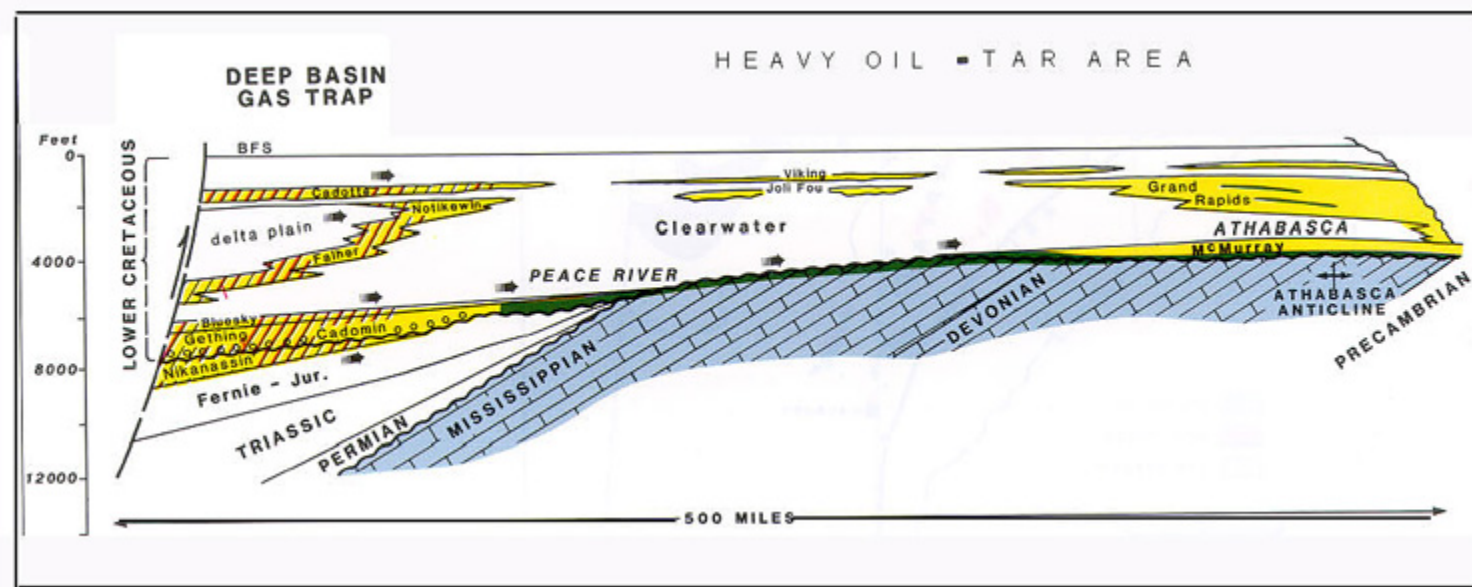 HEAVY OIL - TAR AREA
DEEP BASIN
GAS TRAP
Feet
0
4000
8000
12000
LOWER CRETACEOUS
BFS
Cadotte
Notikewin
delta plain
Falher
Bluesky
Gething
Cadomin
Nikanassin
Fernie - Jur.
TRIASSIC
PERMIAN
MISSISSIPPIAN
PEACE RIVER
Viking
Joli Fou
Clearwater
Grand
Rapids
ATHABASCA
McMurray
DEVONIAN
ATHABASCA
ANTICLINE
PRECAMBRIAN
500 MILES